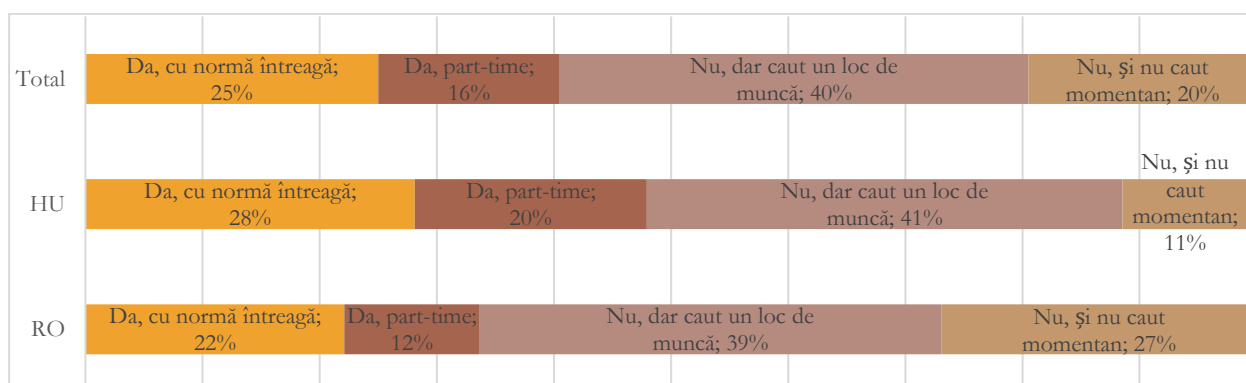 Total
Da, cu normă întreagă;
25%
Da, part-time;
16%
Nu, dar caut un loc de
muncă; 40%
Nu, și nu caut
momentan; 20%
HU
Da, cu normă întreagă;
28%
Da, part-time;
20%
Nu, dar caut un loc de
muncă; 41%
Nu, și nu
caut
momentan;
11%
RO
Da, cu normă întreagă;
22%
Da, part-time;
12%
Nu, dar caut un loc de
muncă; 39%
Nu, și nu caut
momentan; 27%